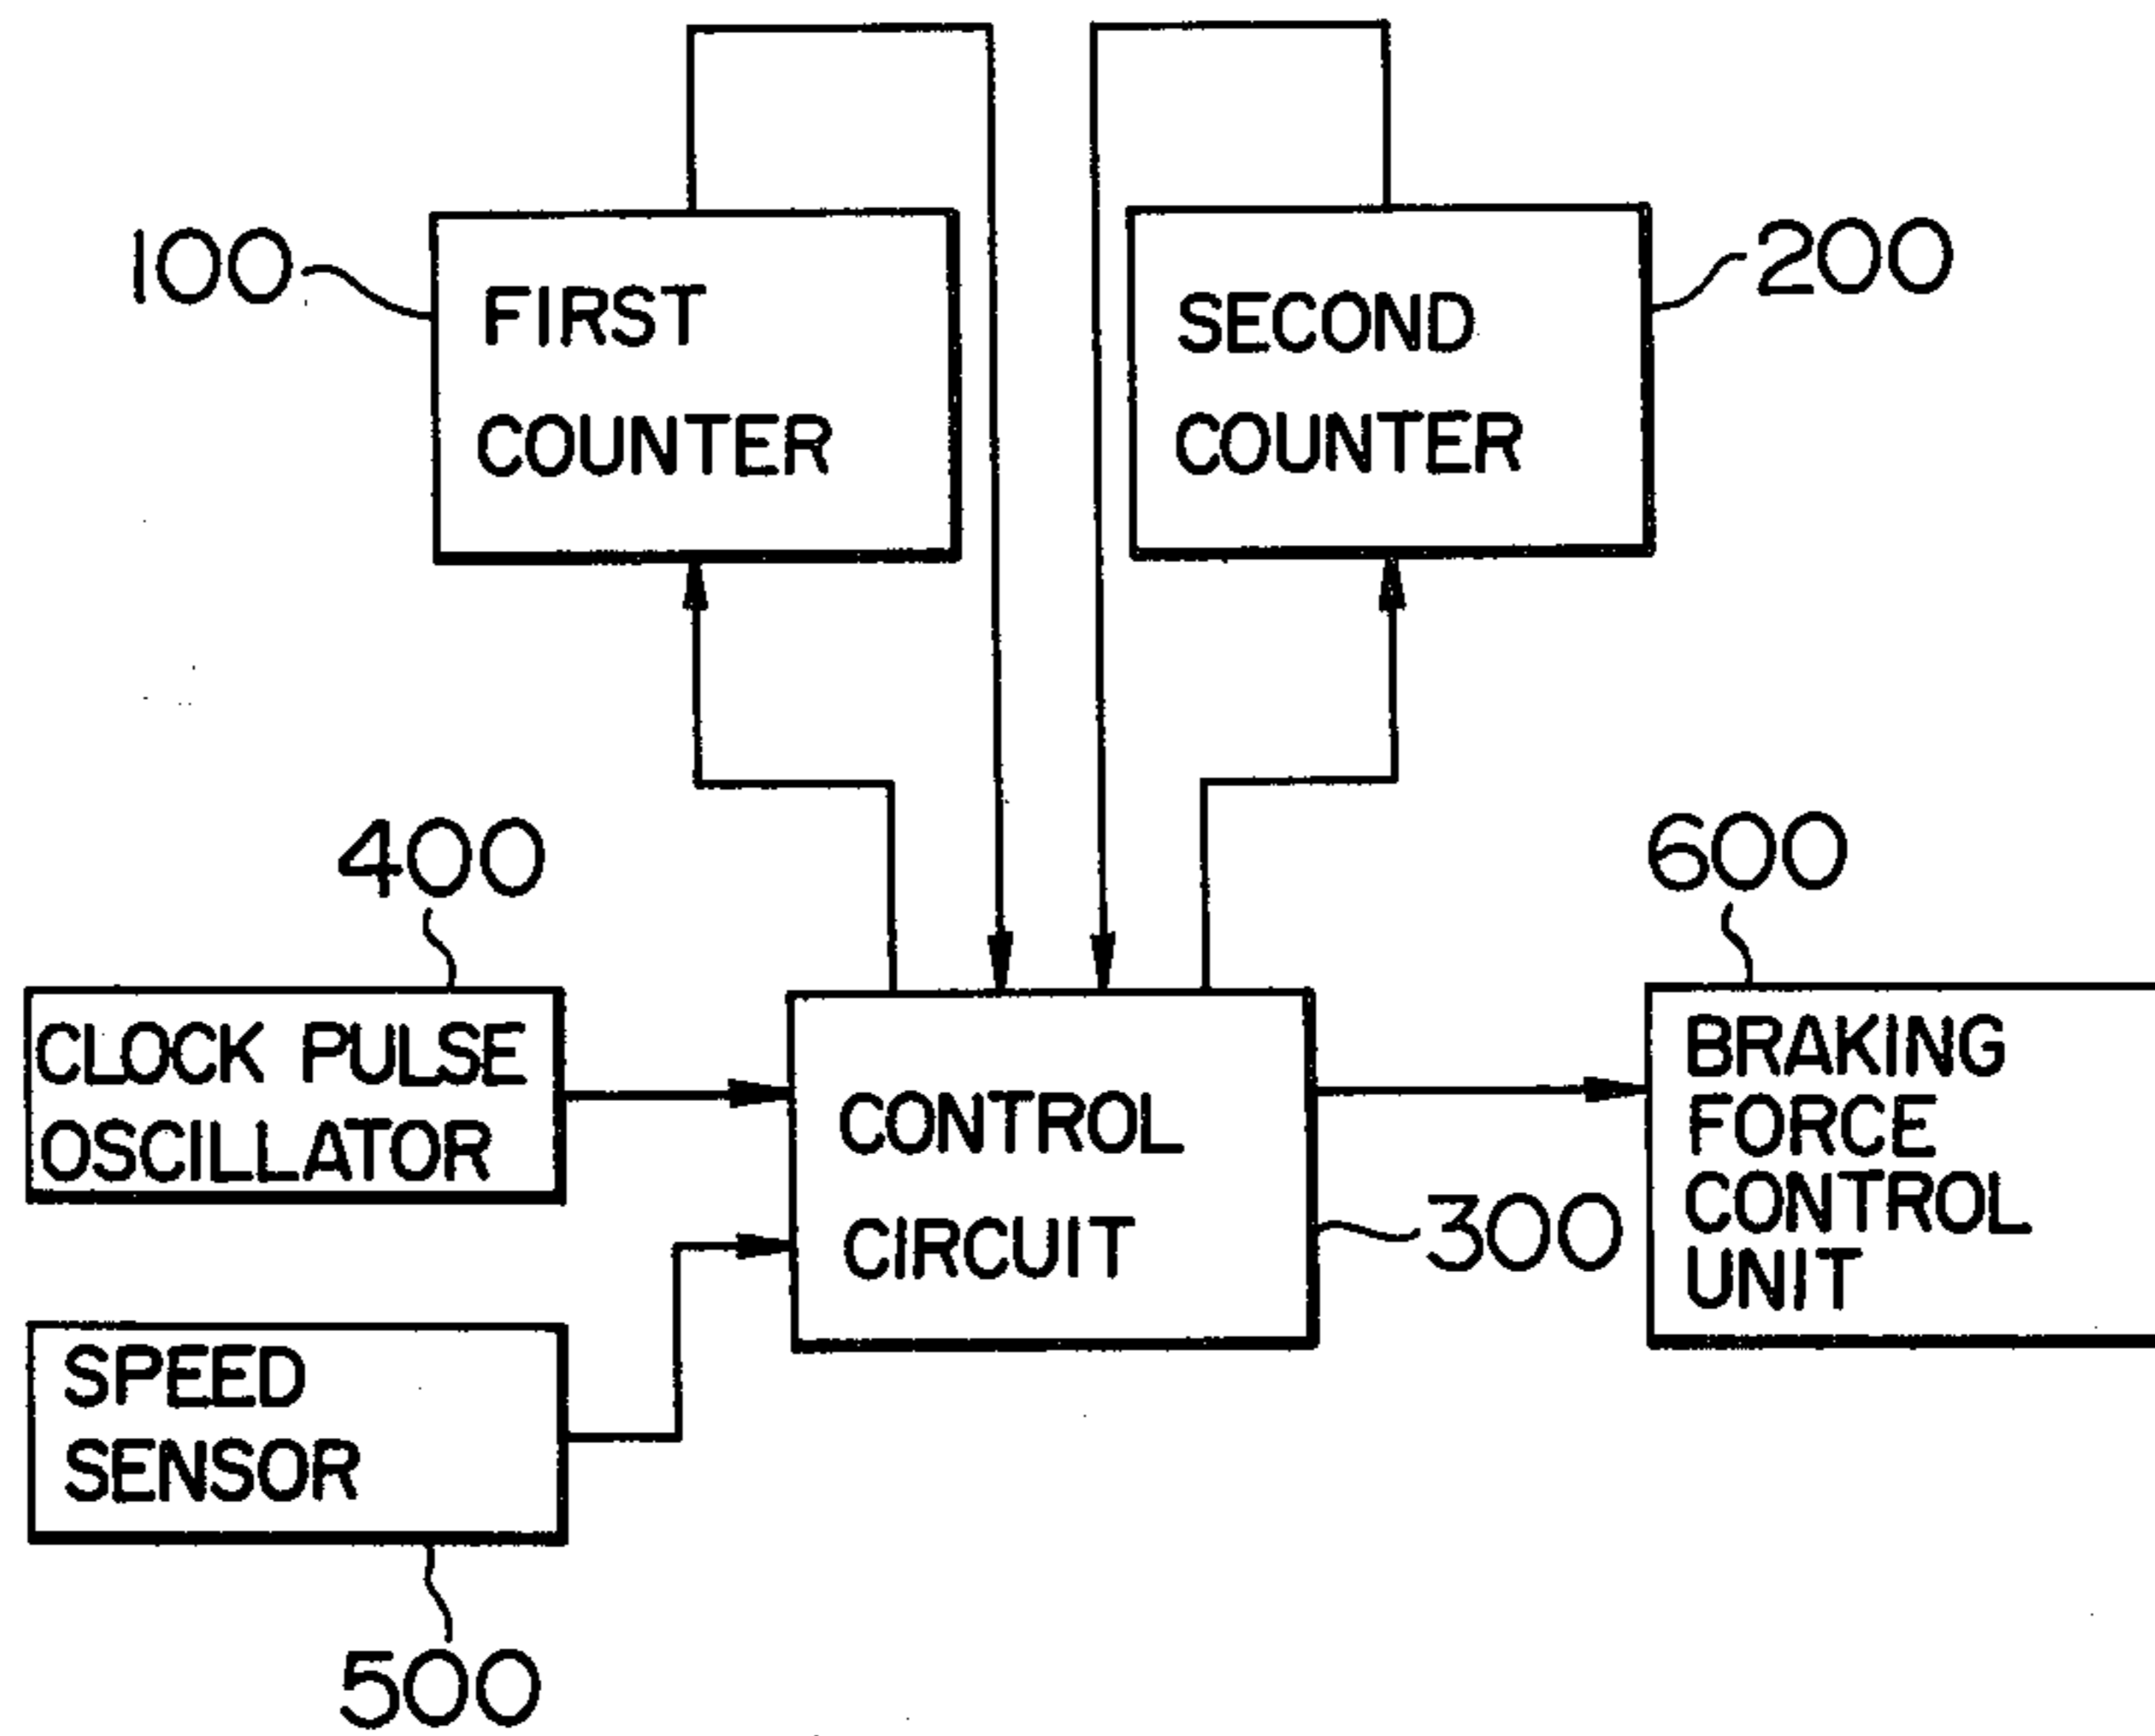 100
FIRST
COUNTER
SECOND
COUNTER
200
400
600
CLOCK PULSE
OSCILLATOR
CONTROL
CIRCUIT
300
BRAKING
FORCE
CONTROL
UNIT
SPEED
SENSOR
500